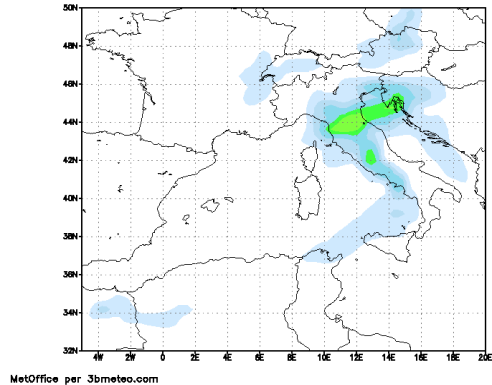 50N
48N
46N
44N
42N
40N
38N
36N
34N
32N
4W 2W 0 2E 4E 6E 8E 10E 12E 14E 16E 18E 20E
MetOffice per 3bmeteo.com